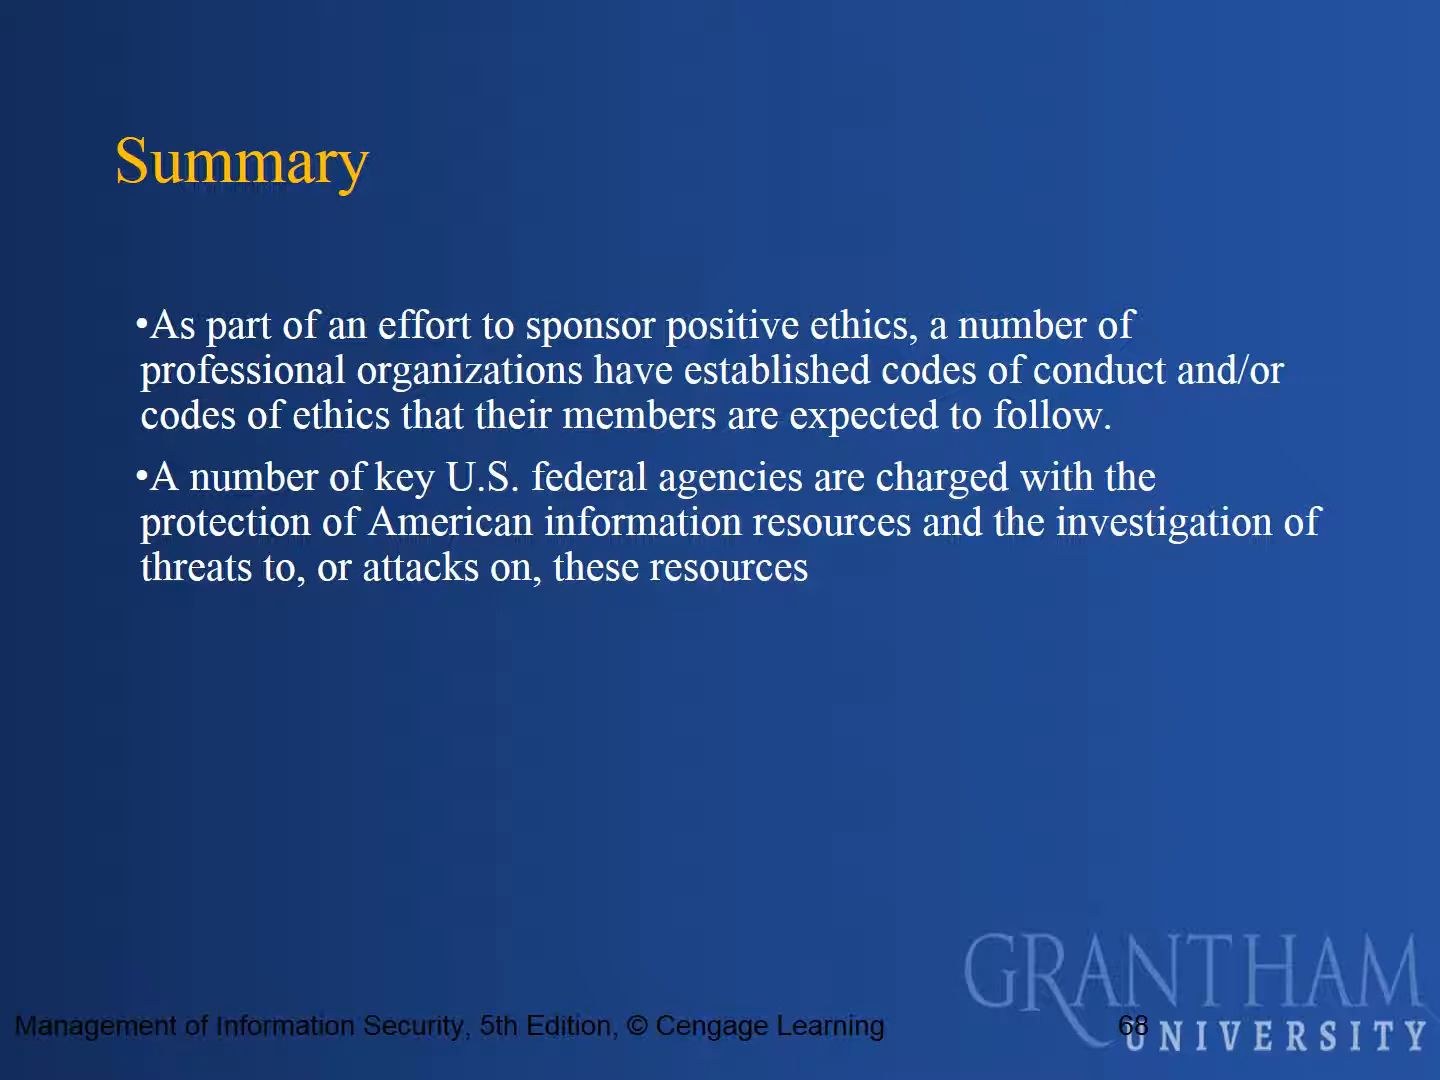 Summary
•As part of an effort to sponsor positive ethics, a number of
professional organizations have established codes of conduct and/or
codes of ethics that their members are expected to follow.
•A number of key U.S. federal agencies are charged with the
protection of American information resources and the investigation of
threats to, or attacks on, these resources
GRANTHAM
UNIVERSITY
Management of Information Security, 5th Edition, © Cengage Learning
68